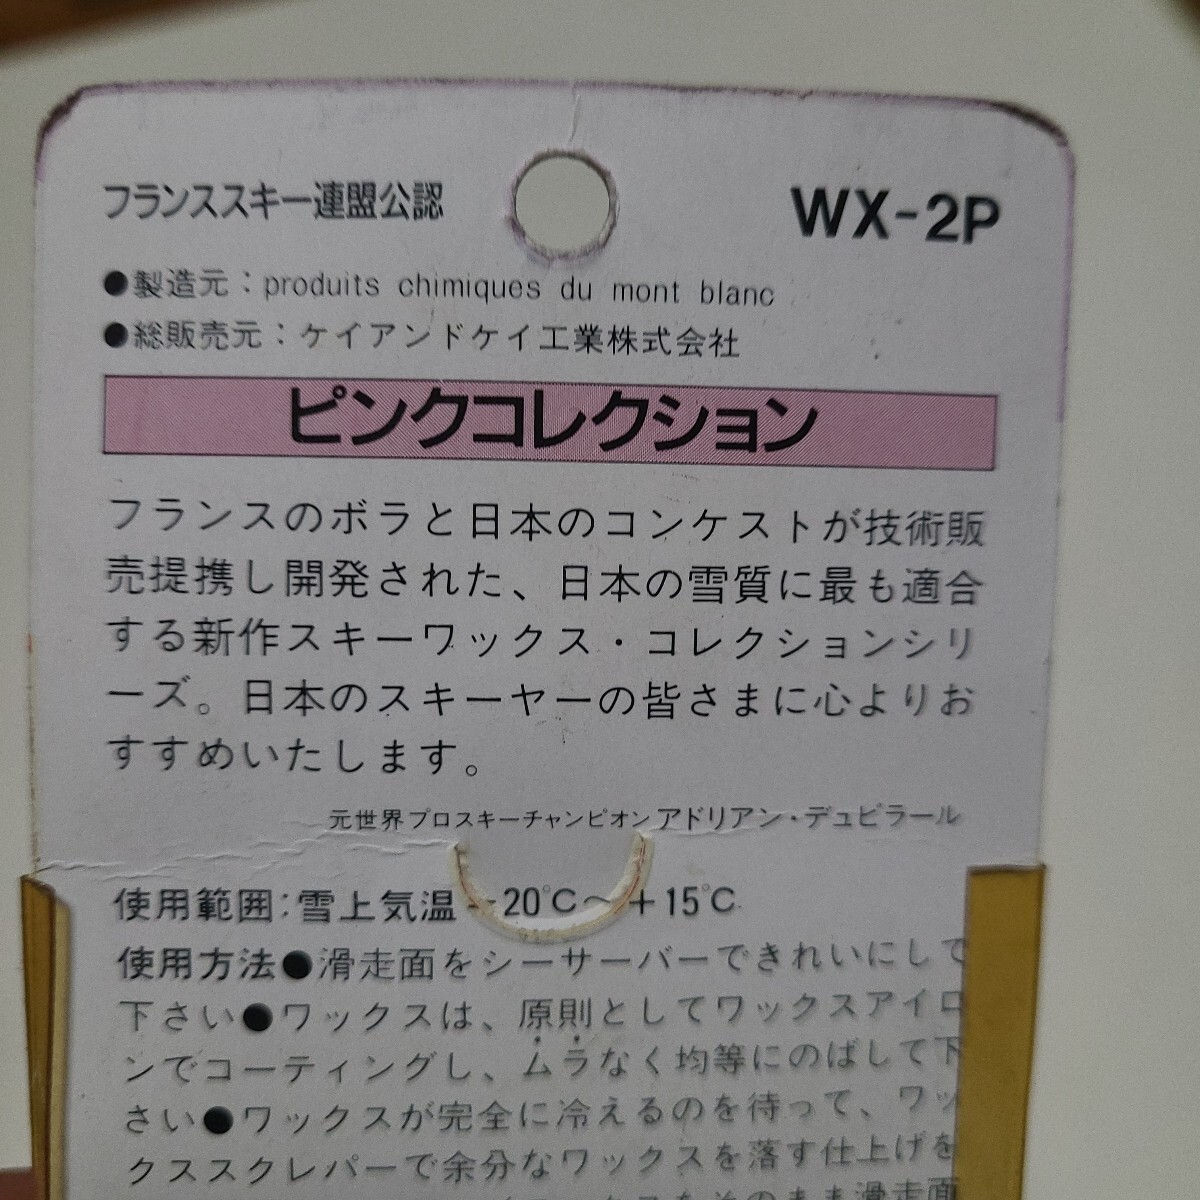 フランススキー連盟公認
WX-2P
●製造元：produits chimiques du mont blanc
●総販売元：ケイアンドケイ工業株式会社
ピンクコレクション
フランスのボラと日本のコンケストが技術販
売提携し開発された、日本の雪質に最も適合
する新作スキーワックス・コレクションシリ
ーズ。日本のスキーヤーの皆さまに心よりお
すすめいたします。
元世界プロスキーチャンピオン アドリアン・デュビラール
使用範囲：雪上気温－20℃～＋15℃
使用方法●滑走面をシーサーバーできれいにして
下さい●ワックスは、原則としてワックスアイロ
ンでコーティングし、ムラなく均等にのばして下
さい●ワックスが完全に冷えるのを待って、ワッ
クススクレパーで余分なワックスを落す仕上げを
をそのまま滑走面